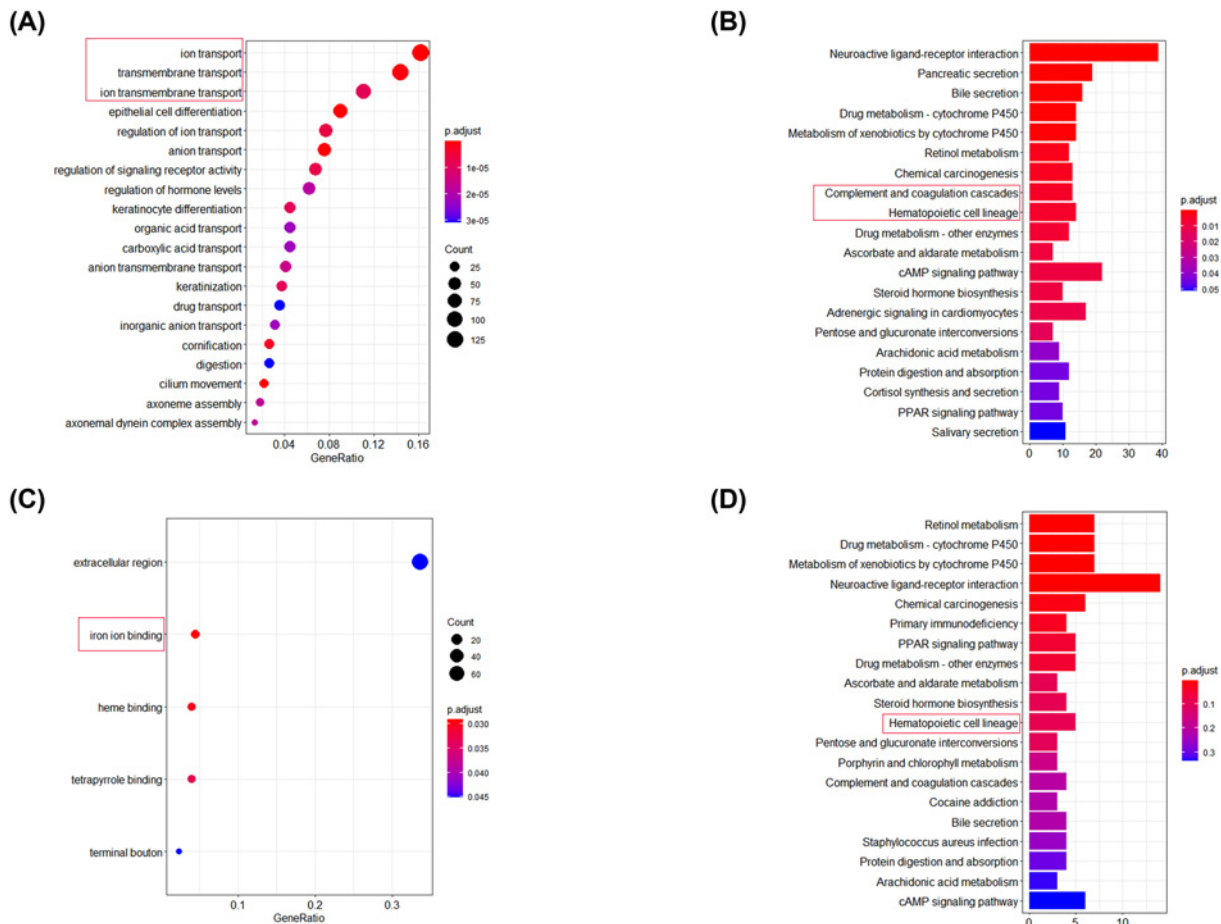 (A)
ion transport
transmembrane transport
ion transmembrane transport
epithelial cell differentiation
regulation of ion transport
anion transport
regulation of signaling receptor activity
regulation of hormone levels
keratinocyte differentiation
organic acid transport
carboxylic acid transport
anion transmembrane transport
keratinization
drug transport
inorganic anion transport
cornification
digestion
cilium movement
axoneme assembly
axonemal dynein complex assembly
0.04 0.08 0.12 0.16
GeneRatio
p.adjust
1e-05
2e-05
3e-05
Count
25
50
75
100
125
(B)
Neuroactive ligand-receptor interaction
Pancreatic secretion
Bile secretion
Drug metabolism - cytochrome P450
Metabolism of xenobiotics by cytochrome P450
Retinol metabolism
Chemical carcinogenesis
Complement and coagulation cascades
Hematopoietic cell lineage
Drug metabolism - other enzymes
Ascorbate and aldarate metabolism
cAMP signaling pathway
Steroid hormone biosynthesis
Adrenergic signaling in cardiomyocytes
Pentose and glucuronate interconversions
Arachidonic acid metabolism
Protein digestion and absorption
Cortisol synthesis and secretion
PPAR signaling pathway
Salivary secretion
0 10 20 30 40
p.adjust
0.01
0.02
0.03
0.04
0.05
(C)
extracellular region
iron ion binding
heme binding
tetrapyrrole binding
terminal bouton
0.1 0.2 0.3
GeneRatio
Count
20
40
60
p.adjust
0.030
0.035
0.040
0.045
(D)
Retinol metabolism
Drug metabolism - cytochrome P450
Metabolism of xenobiotics by cytochrome P450
Neuroactive ligand-receptor interaction
Chemical carcinogenesis
Primary immunodeficiency
PPAR signaling pathway
Drug metabolism - other enzymes
Ascorbate and aldarate metabolism
Steroid hormone biosynthesis
Hematopoietic cell lineage
Pentose and glucuronate interconversions
Porphyrin and chlorophyll metabolism
Complement and coagulation cascades
Cocaine addiction
Bile secretion
Staphylococcus aureus infection
Protein digestion and absorption
Arachidonic acid metabolism
cAMP signaling pathway
0 5 10
p.adjust
0.1
0.2
0.3